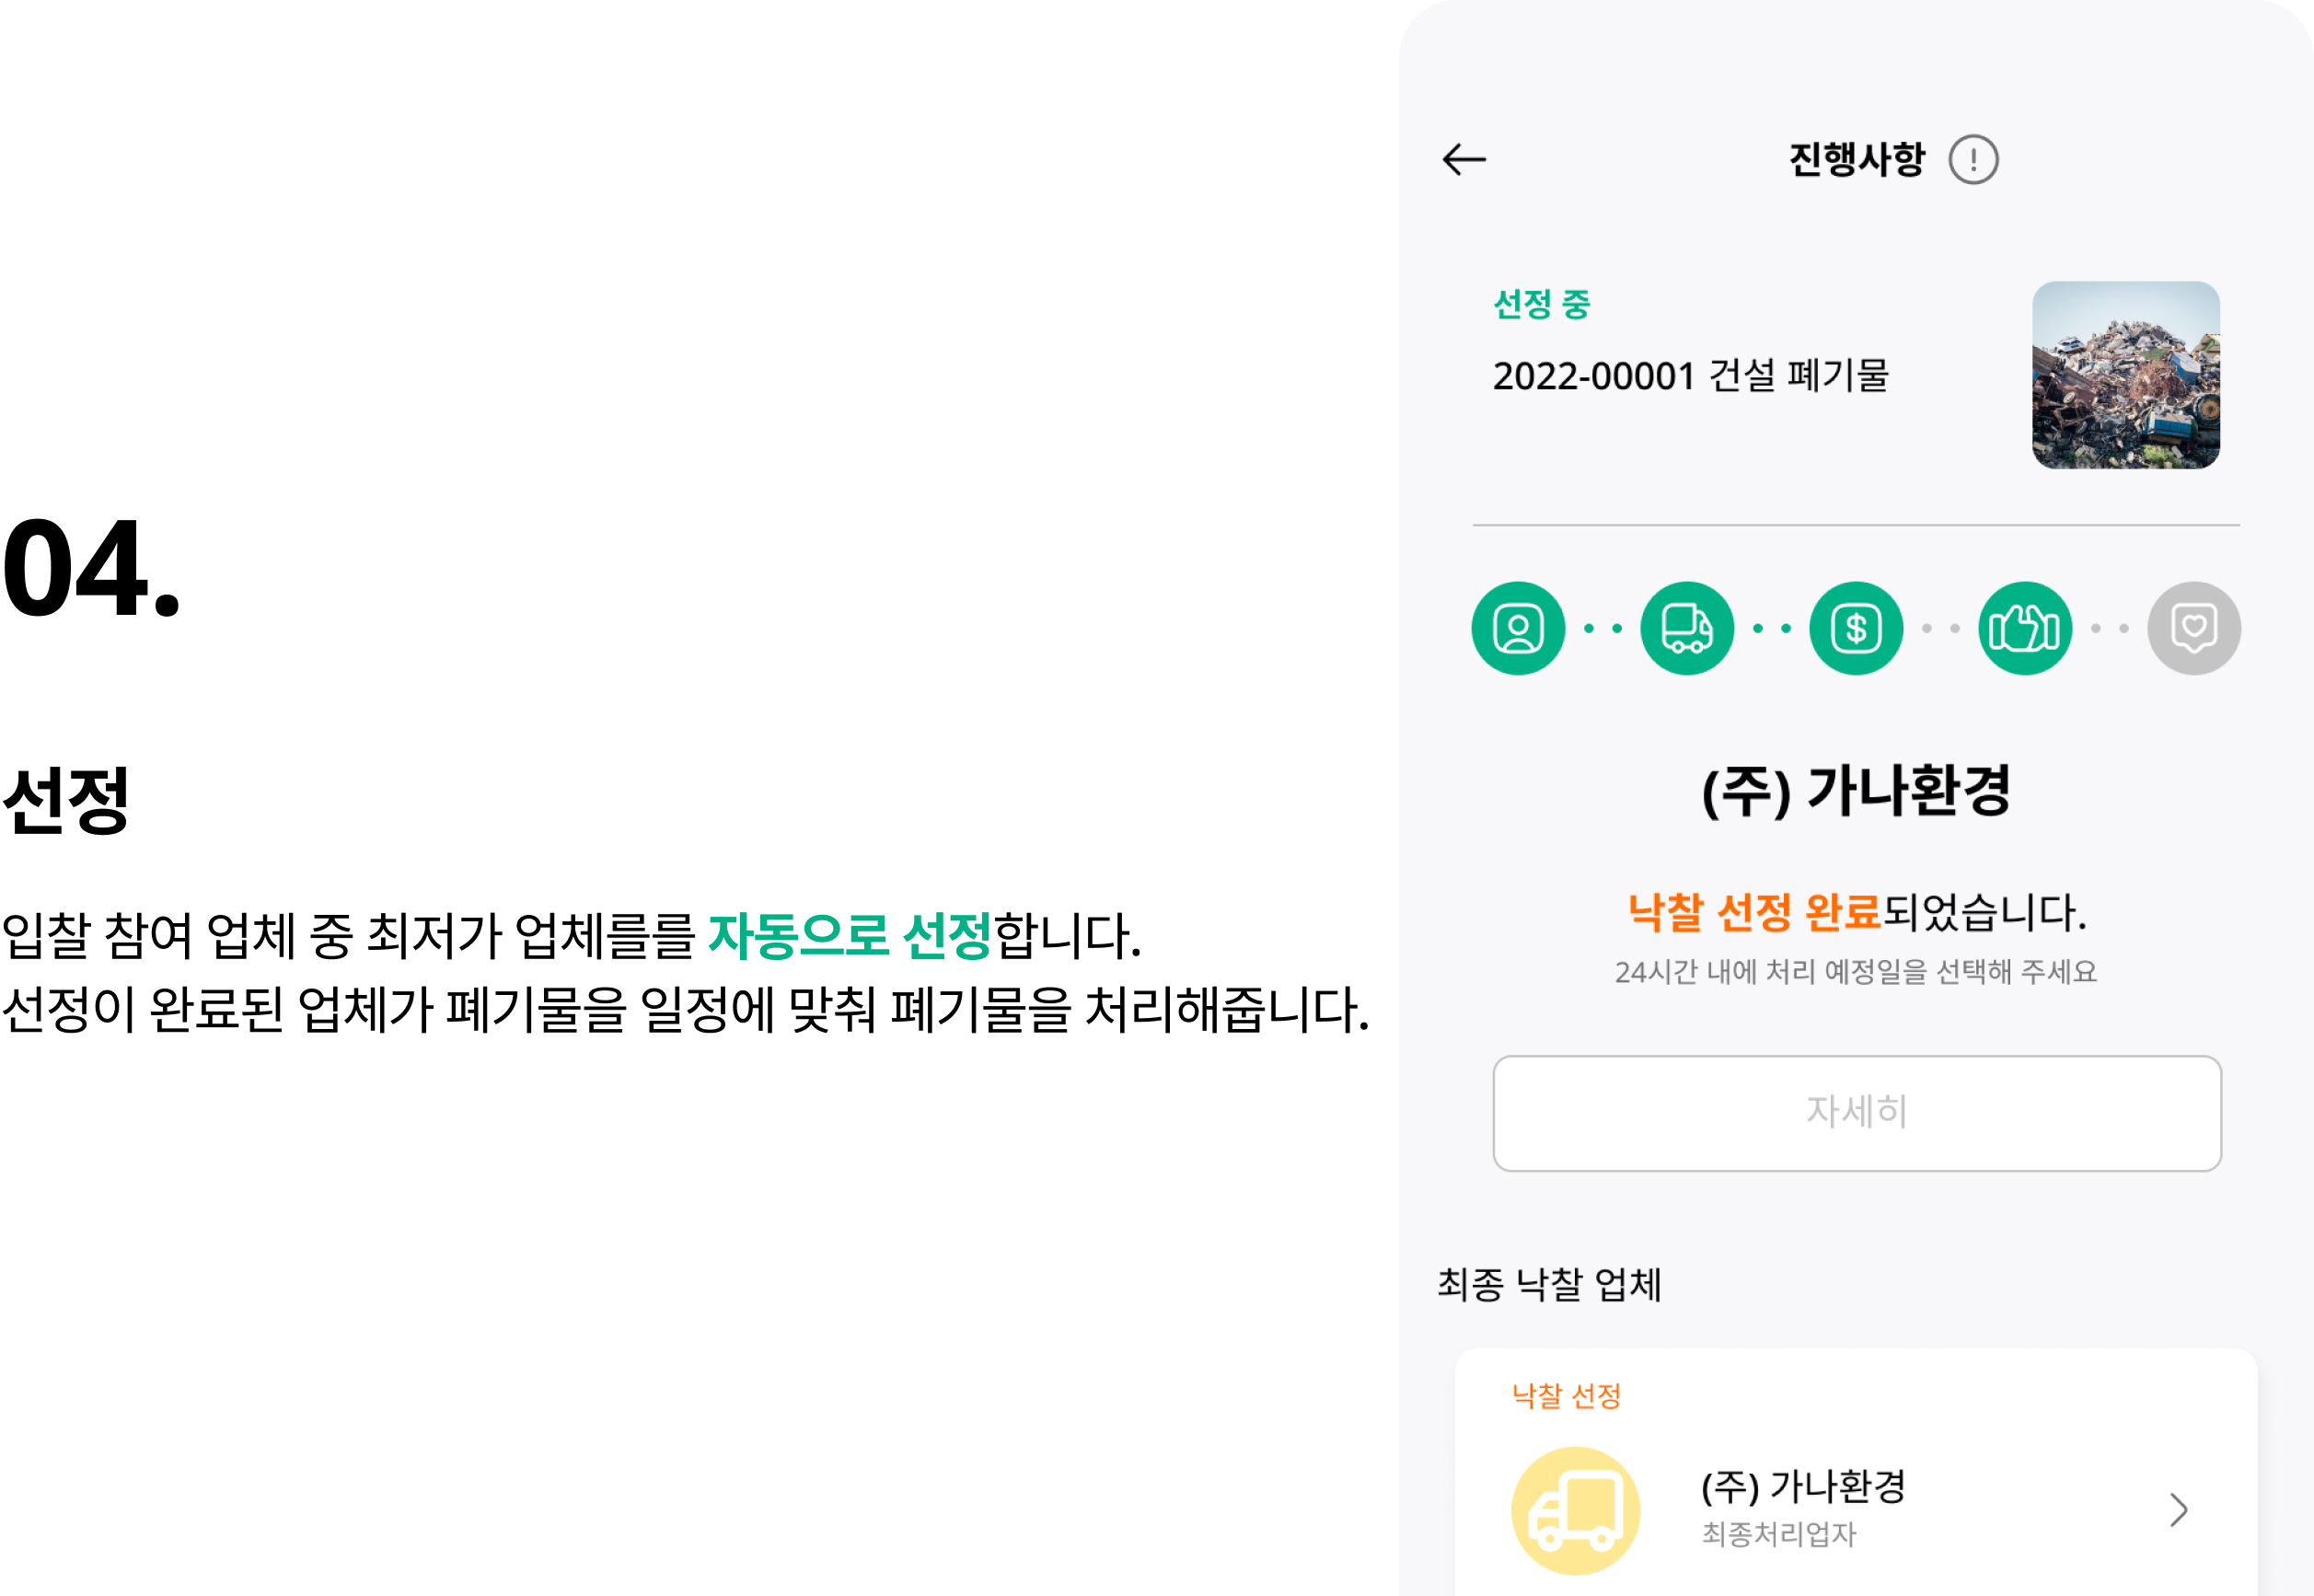 04.
선정
입찰 참여 업체 중 최저가 업체를를 자동으로 선정합니다.
선정이 완료된 업체가 폐기물을 일정에 맞춰 폐기물을 처리해줍니다.
진행사항
선정 중
2022-00001 건설 폐기물
(주) 가나환경
낙찰 선정 완료되었습니다.
24시간 내에 처리 예정일을 선택해 주세요
자세히
최종 낙찰 업체
낙찰 선정
(주) 가나환경
최종처리업자